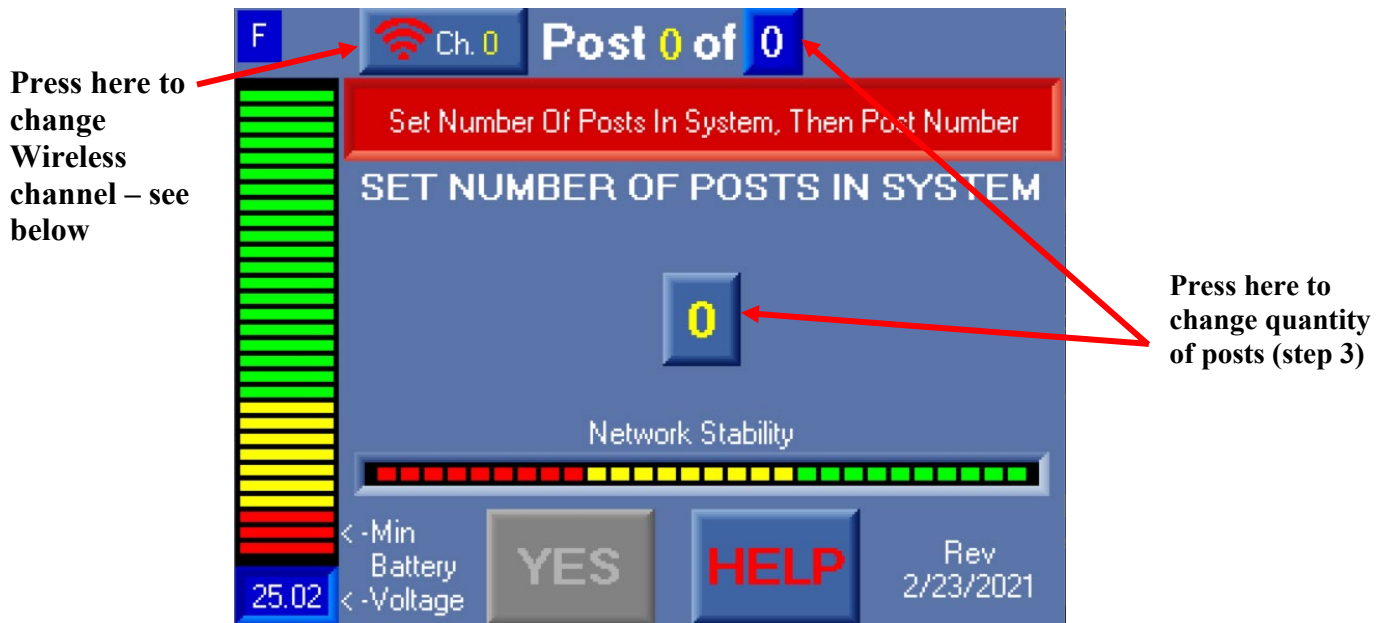 F
Ch. 0
Post 0 of 0
Press here to
change
Wireless
channel – see
below
Set Number Of Posts In System, Then Post Number
SET NUMBER OF POSTS IN SYSTEM
0
Press here to
change quantity
of posts (step 3)
Network Stability
< -Min
Battery
< -Voltage
25.02
YES
HELP
Rev
2/23/2021